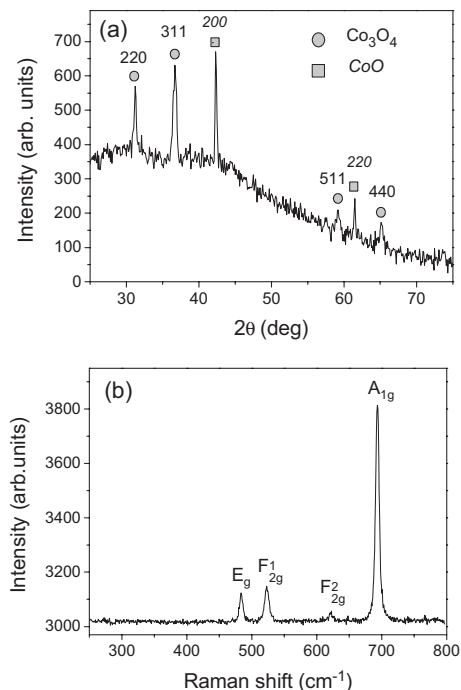 (a)
220
311
200
Co₃O₄
CoO
511
220
440
700
600
500
400
300
200
100
0
Intensity (arb. units)
30 40 50 60 70
2θ (deg)
(b)
A₁g
E_g
F¹₂g
F²₂g
3800
3600
3400
3200
3000
Intensity (arb.units)
300 400 500 600 700 800
Raman shift (cm⁻¹)